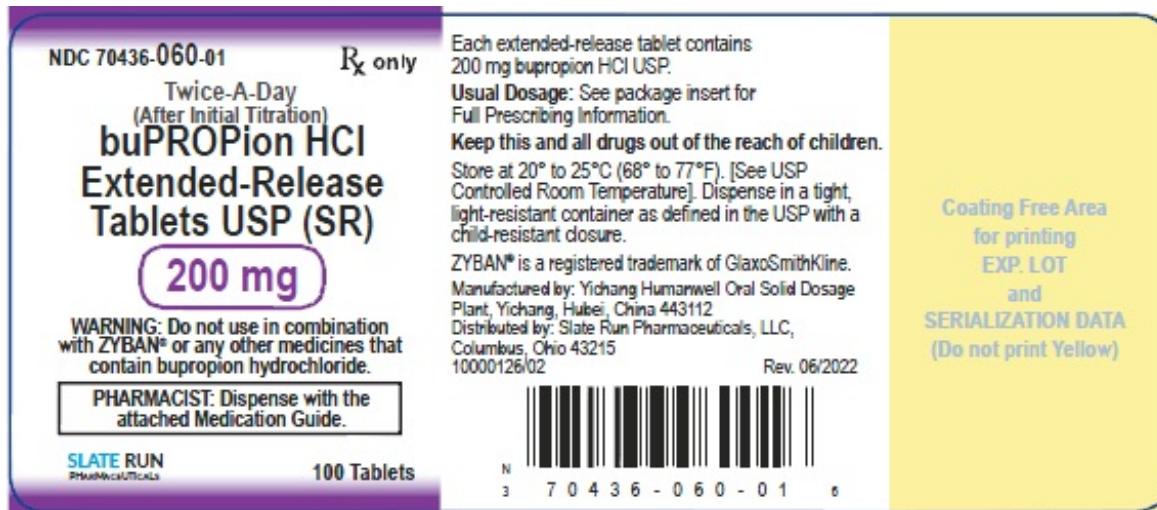 NDC 70436-060-01
Rx only
Twice-A-Day
(After Initial Titration)
buPROPion HCl
Extended-Release
Tablets USP (SR)
200 mg
WARNING: Do not use in combination
with ZYBAN® or any other medicines that
contain bupropion hydrochloride.
PHARMACIST: Dispense with the
attached Medication Guide.
SLATE RUN
PHARMACEUTICALS
100 Tablets
Each extended-release tablet contains
200 mg bupropion HCl USP.
Usual Dosage: See package insert for
Full Prescribing Information.
Keep this and all drugs out of the reach of children.
Store at 20° to 25°C (68° to 77°F). [See USP
Controlled Room Temperature]. Dispense in a tight,
light-resistant container as defined in the USP with a
child-resistant closure.
ZYBAN® is a registered trademark of GlaxoSmithKline.
Manufactured by: Yichang Humanwell Oral Solid Dosage
Plant, Yichang, Hubei, China 443112
Distributed by: Slate Run Pharmaceuticals, LLC,
Columbus, Ohio 43215
10000126/02 Rev. 06/2022
N
3 70436-060-01 6
Coating Free Area
for printing
EXP. LOT
and
SERIALIZATION DATA
(Do not print Yellow)